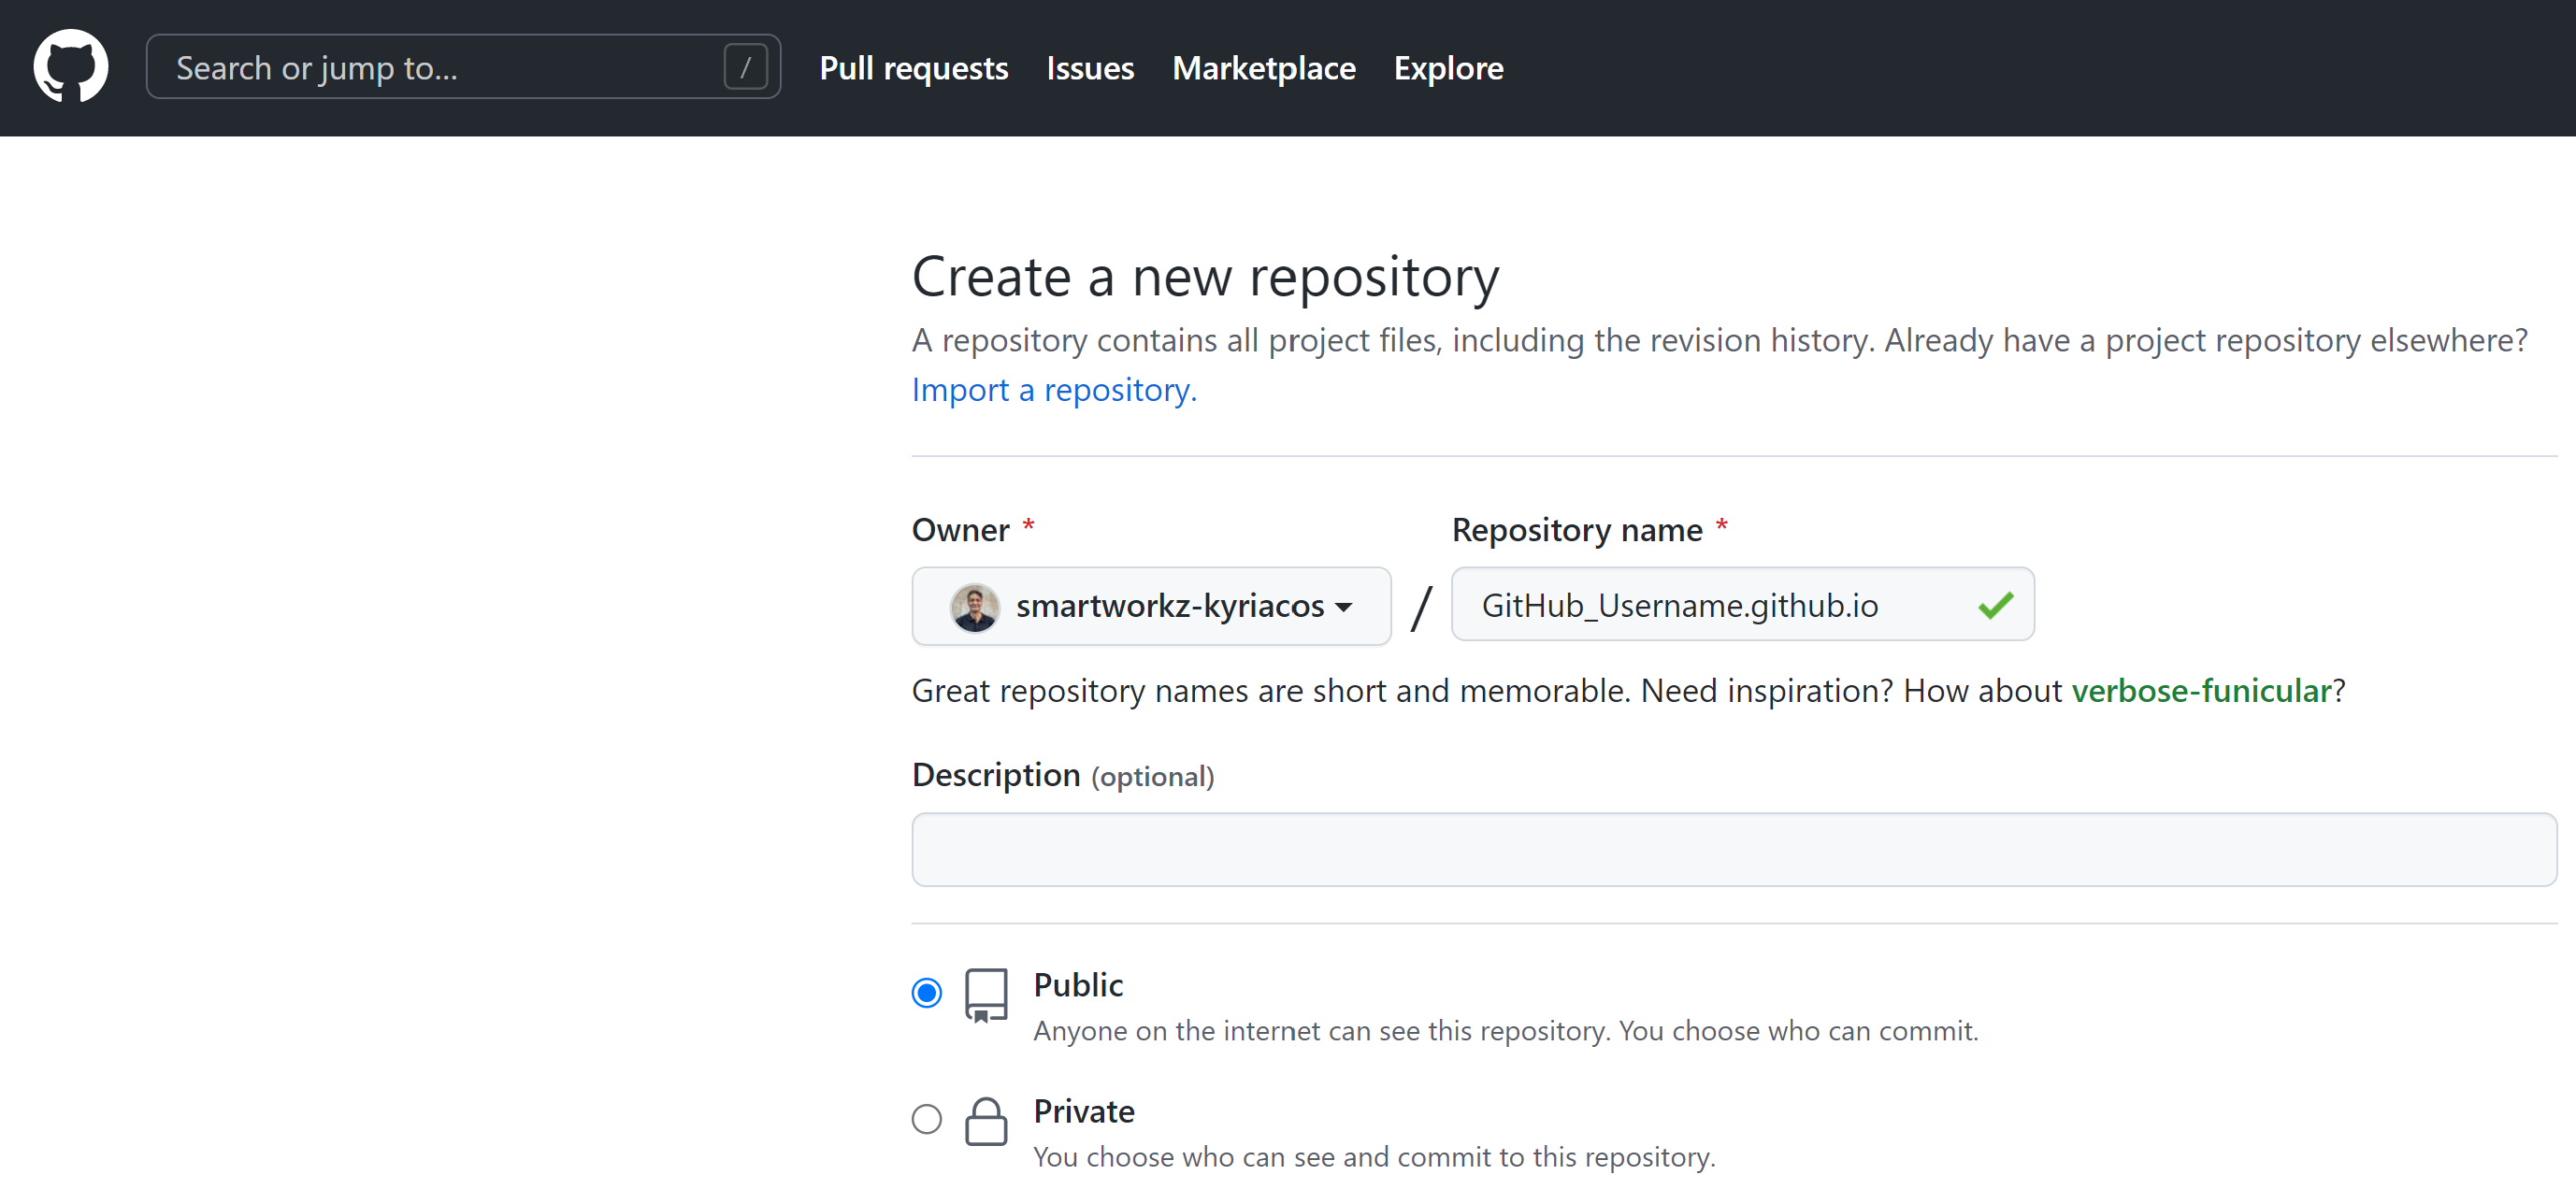 Search or jump to... /
Pull requests Issues Marketplace Explore
Create a new repository
A repository contains all project files, including the revision history. Already have a project repository elsewhere?
Import a repository.
Owner * Repository name *
smartworkz-kyriacos / GitHub_Username.github.io
Great repository names are short and memorable. Need inspiration? How about verbose-funicular?
Description (optional)
Public
Anyone on the internet can see this repository. You choose who can commit.
Private
You choose who can see and commit to this repository.